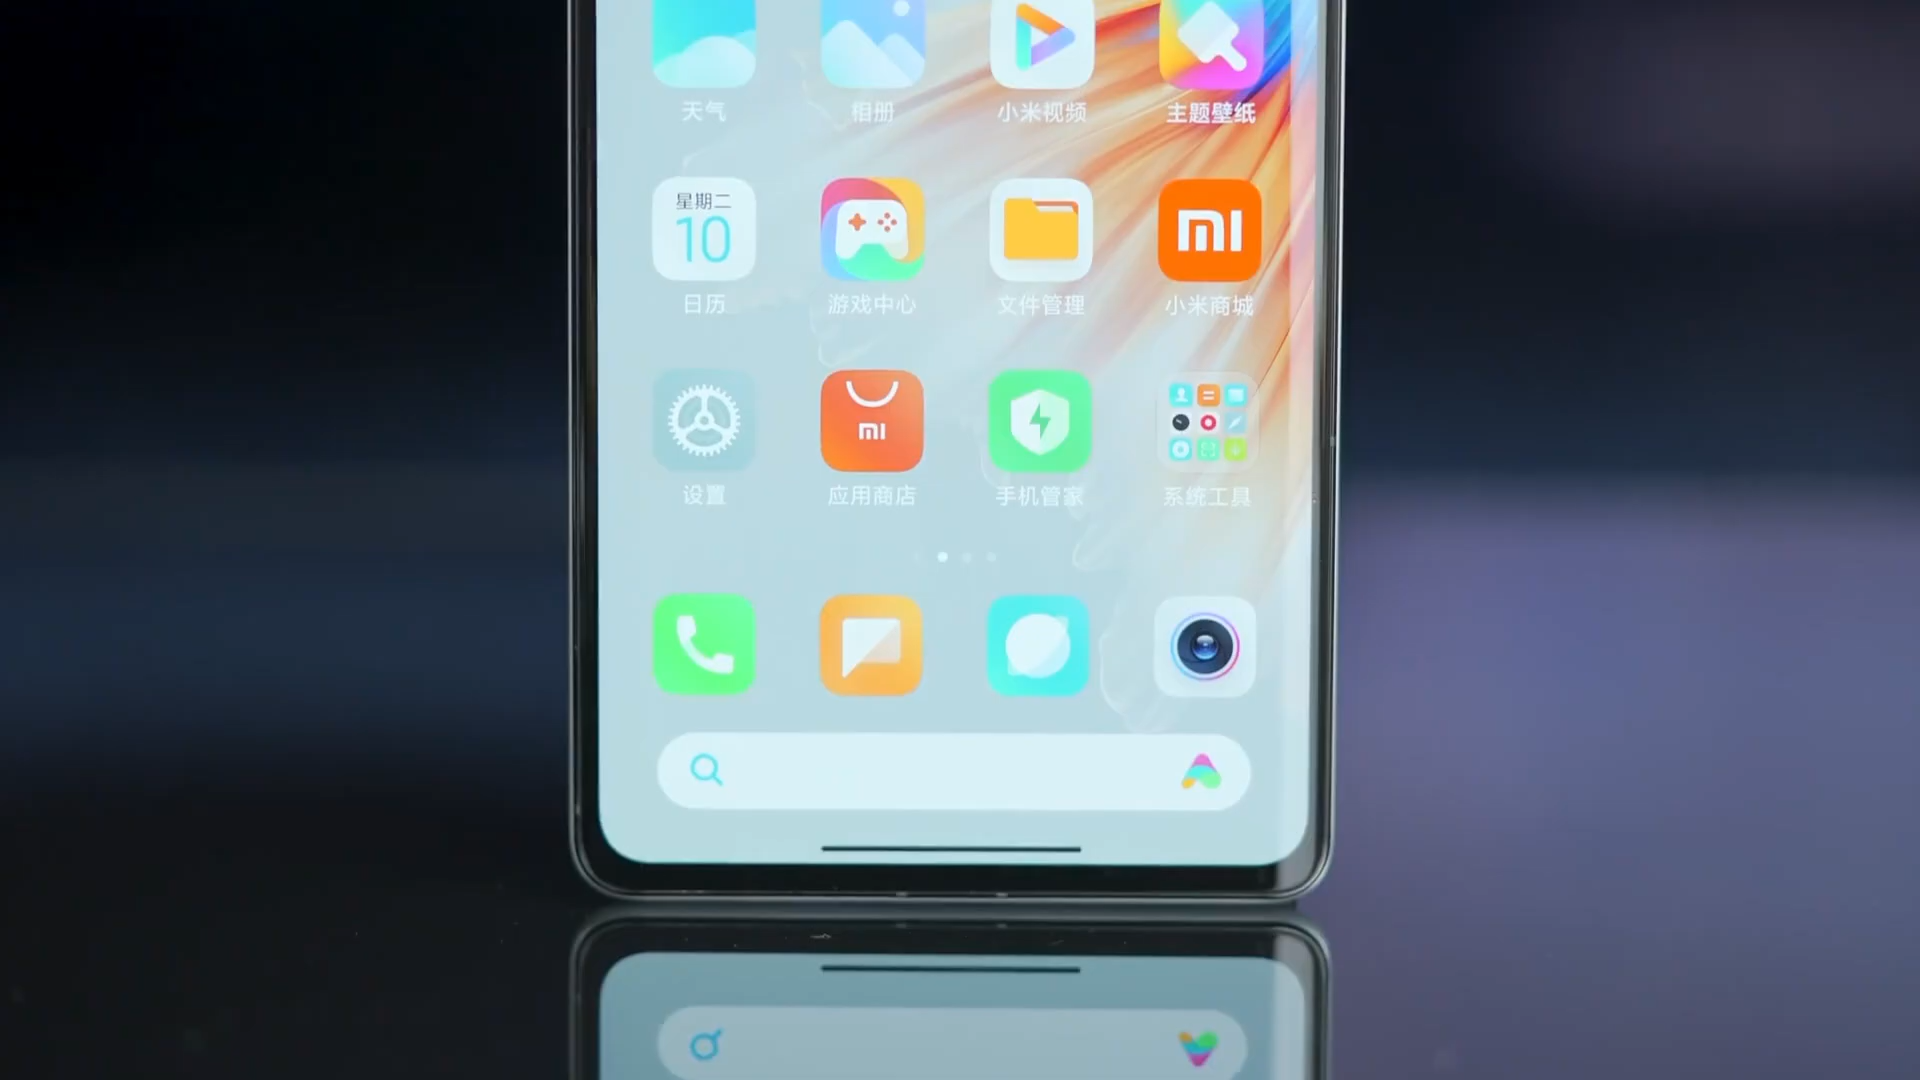 天气
相册
小米视频
主题壁纸
星期二
10
日历
游戏中心
文件管理
mi
小米商城
设置
mi
应用商店
手机管家
系统工具